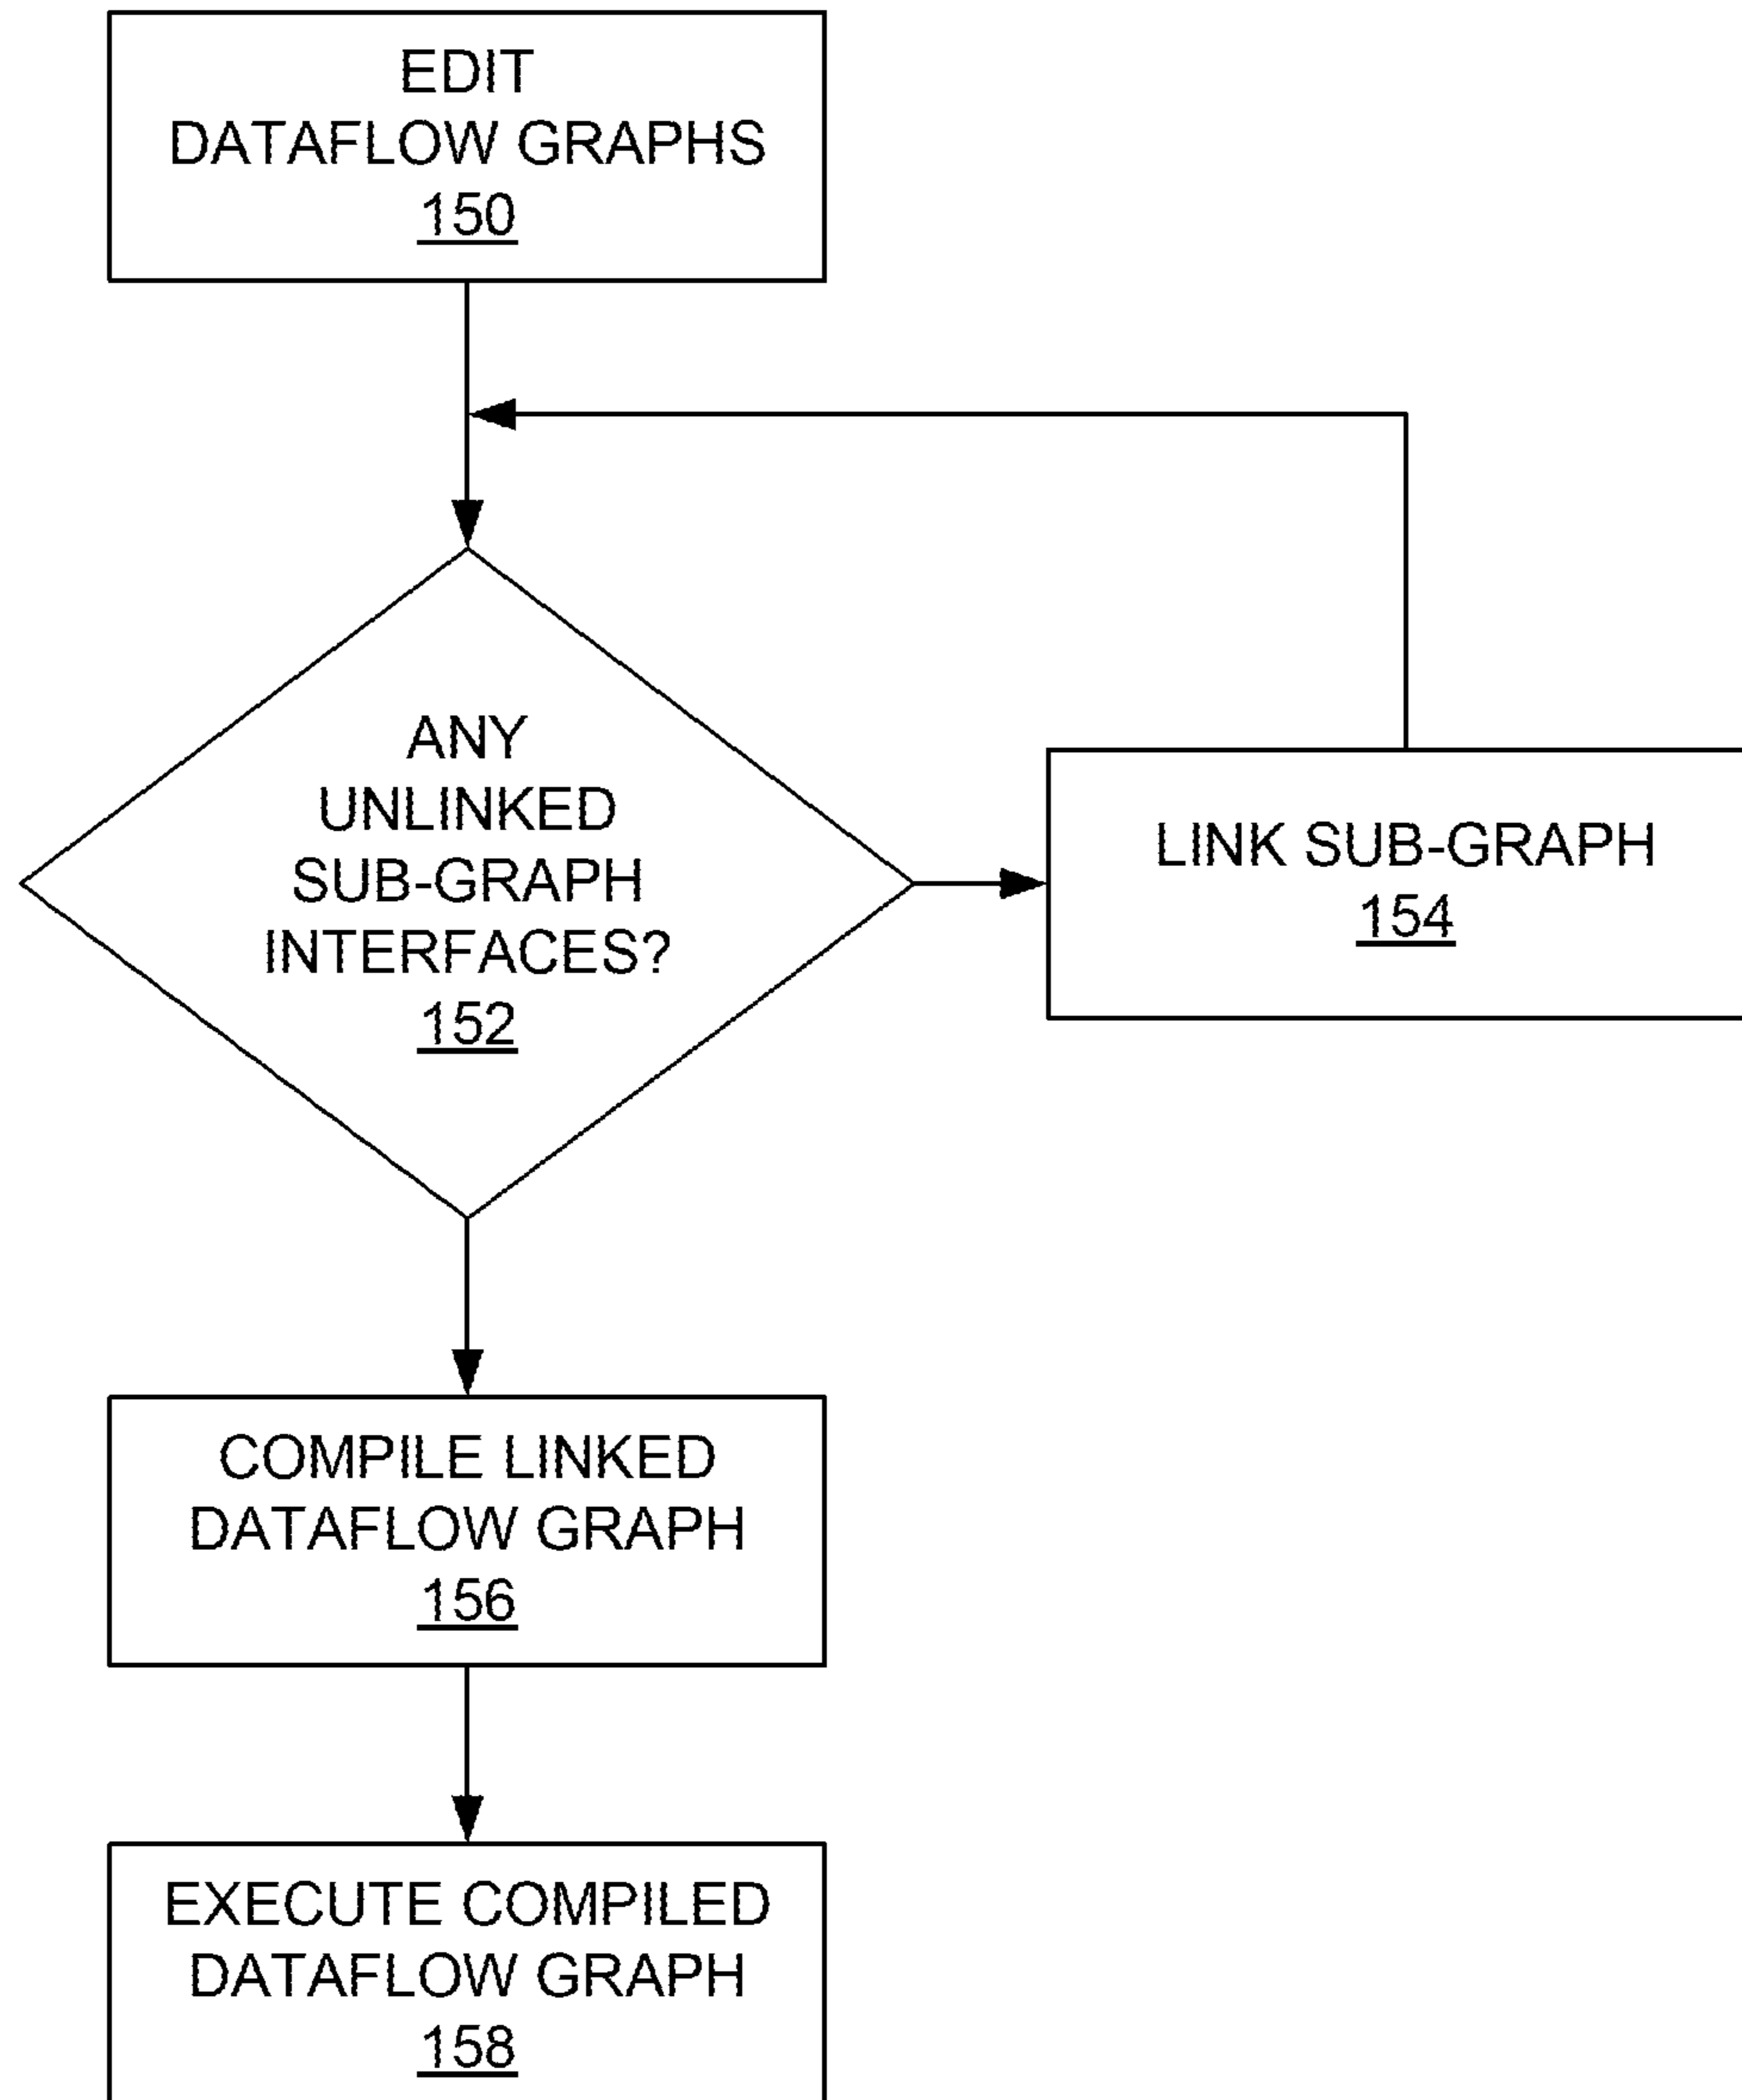 EDIT
DATAFLOW GRAPHS
150
ANY
UNLINKED
SUB-GRAPH
INTERFACES?
152
LINK SUB-GRAPH
154
COMPILE LINKED
DATAFLOW GRAPH
156
EXECUTE COMPILED
DATAFLOW GRAPH
158